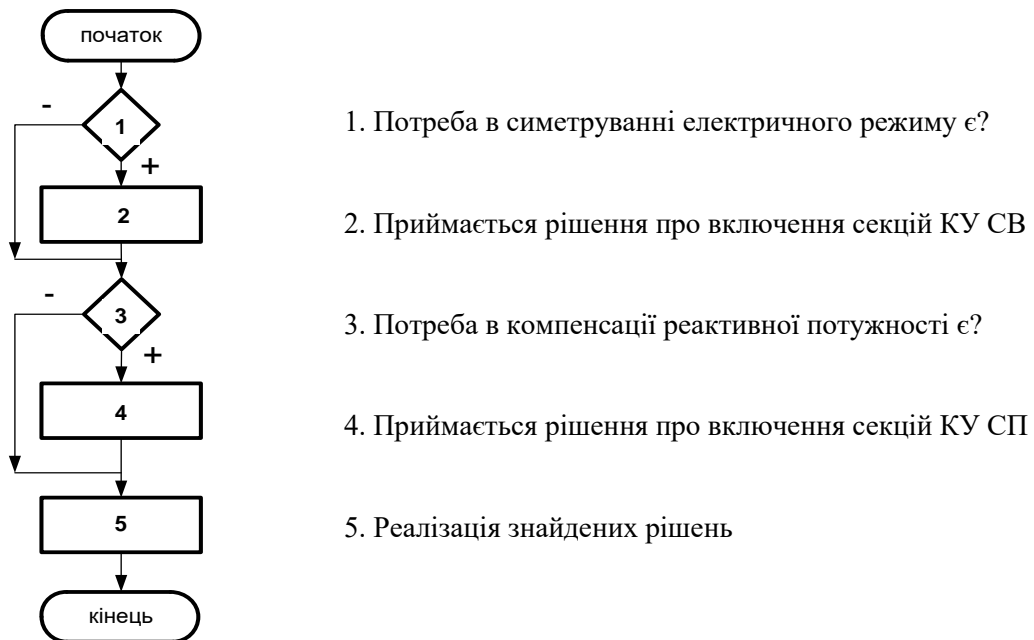 початок
-
1
1. Потреба в симетруванні електричного режиму є?
+
2
2. Приймається рішення про включення секцій КУ СВ
-
3
3. Потреба в компенсації реактивної потужності є?
+
4
4. Приймається рішення про включення секцій КУ СП
5
5. Реалізація знайдених рішень
кінець